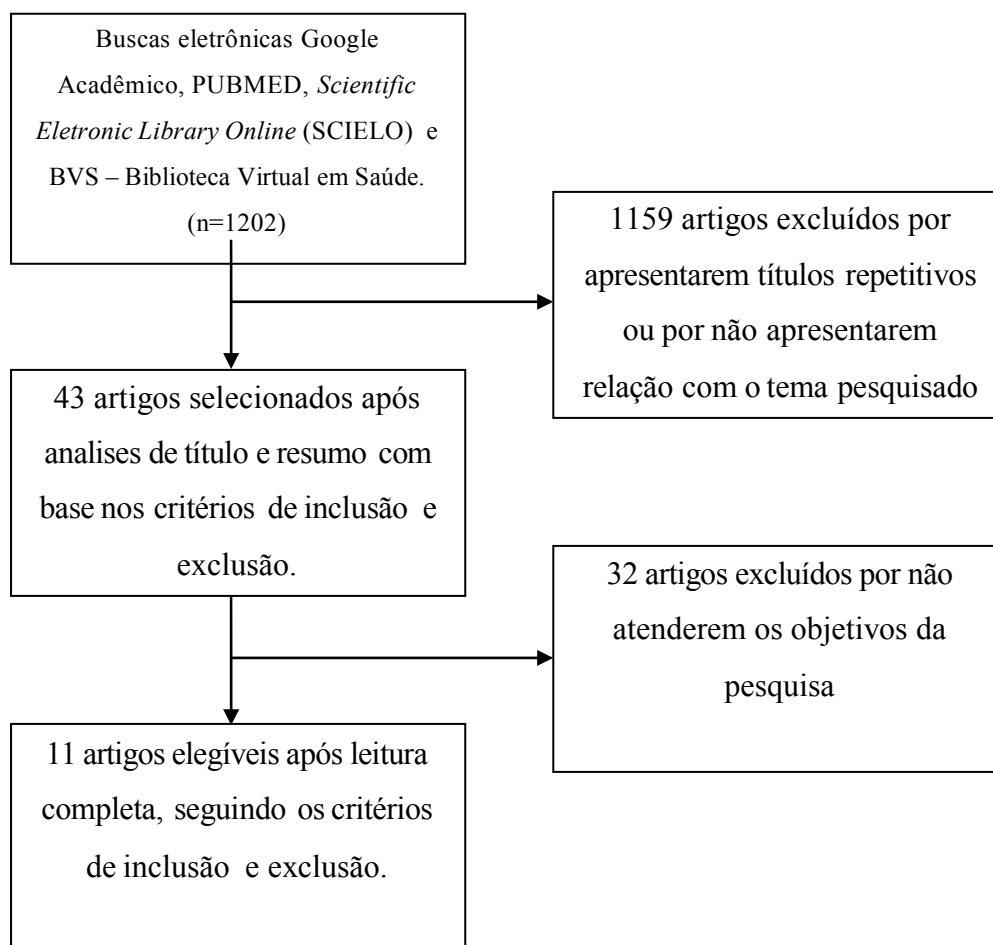 Buscas eletrônicas Google
Acadêmico, PUBMED, Scientific
Eletronic Library Online (SCIELO) e
BVS – Biblioteca Virtual em Saúde.
(n=1202)
1159 artigos excluídos por
apresentarem títulos repetitivos
ou por não apresentarem
relação com o tema pesquisado
43 artigos selecionados após
analises de título e resumo com
base nos critérios de inclusão e
exclusão.
32 artigos excluídos por não
atenderem os objetivos da
pesquisa
11 artigos elegíveis após leitura
completa, seguindo os critérios
de inclusão e exclusão.